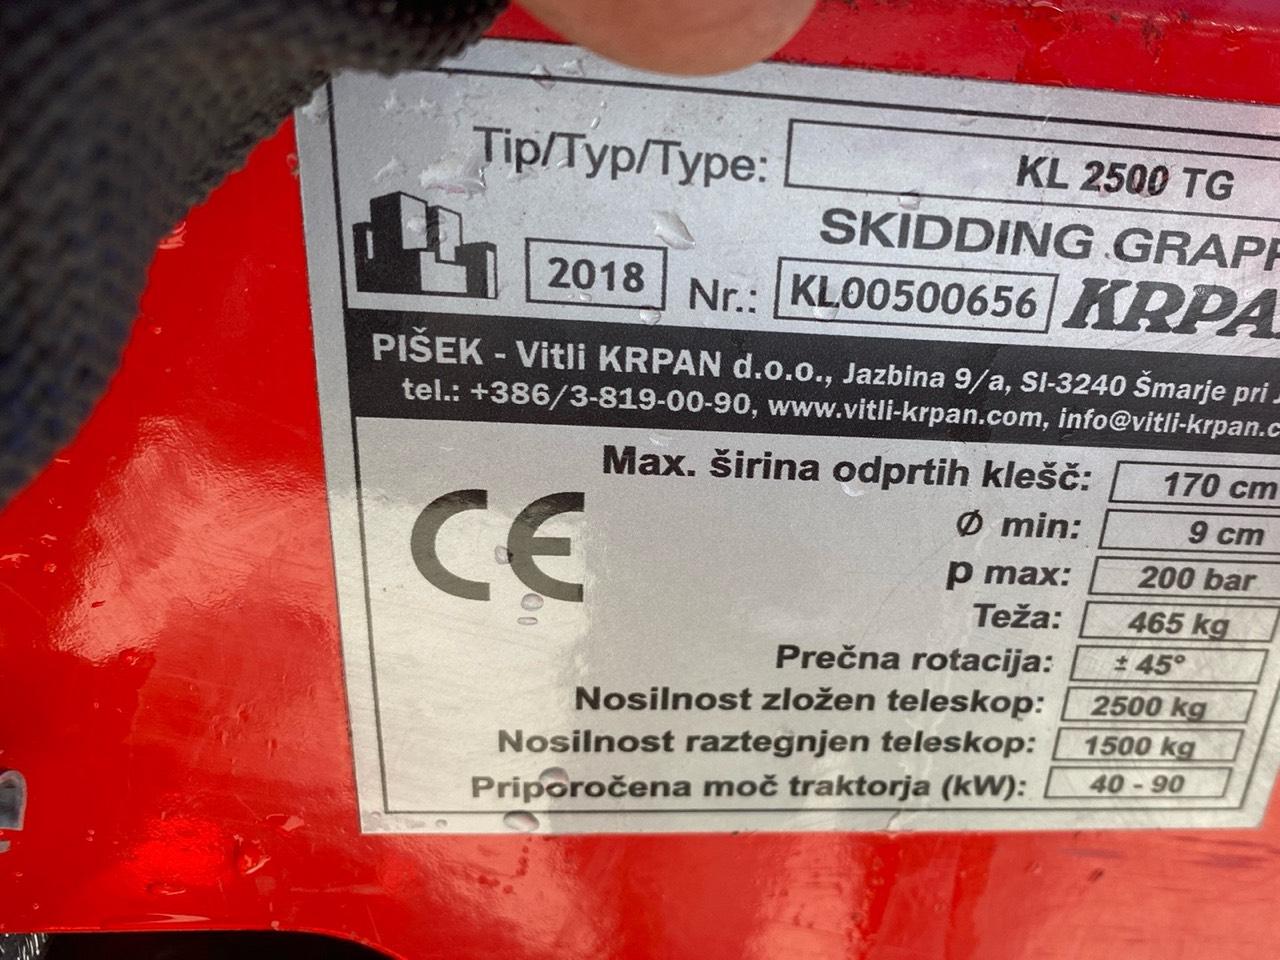 Tip/Typ/Type: KL 2500 TG
SKIDDING GRAPP
2018 Nr.: KL00500656 KRPA
PIŠEK - Vitli KRPAN d.o.o., Jazbina 9/a, SI-3240 Šmarje pri J
tel.: +386/3-819-00-90, www.vitli-krpan.com, info@vitli-krpan.c
Max. širina odprtih klešč: 170 cm
CE
Ø min: 9 cm
p max: 200 bar
Teža: 465 kg
Prečna rotacija: ± 45°
Nosilnost zložen teleskop: 2500 kg
Nosilnost raztegnjen teleskop: 1500 kg
Priporočena moč traktorja (kW): 40 - 90